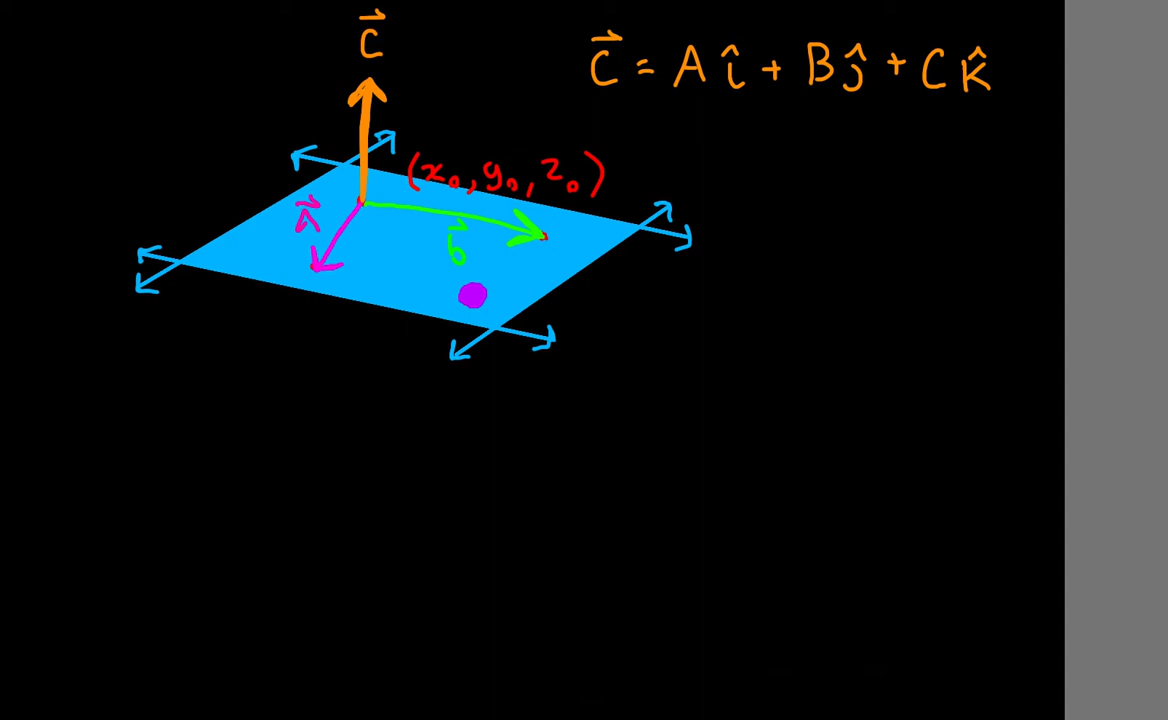 c⃗
c⃗ = A î + B ĵ + C k̂
(x₀, y₀, z₀)
a⃗
b⃗